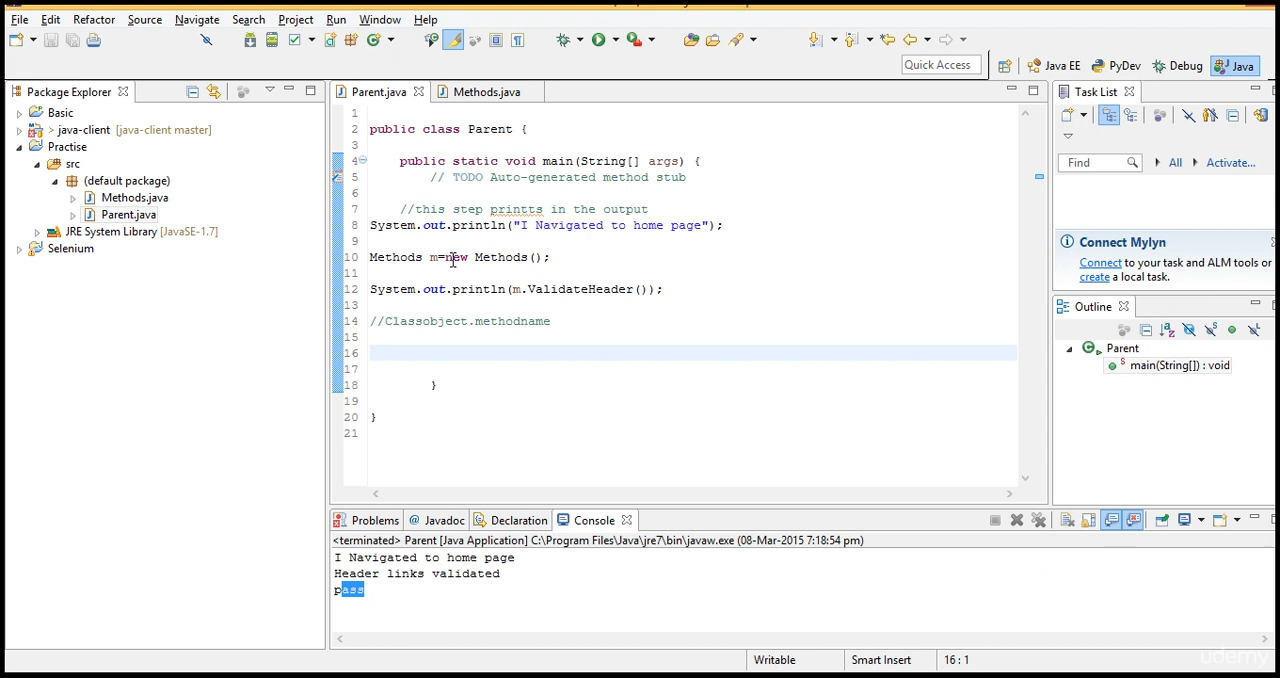 File Edit Refactor Source Navigate Search Project Run Window Help
Quick Access
Java EE PyDev Debug Java
Package Explorer
Basic
> java-client [java-client master]
Practise
src
(default package)
Methods.java
Parent.java
JRE System Library [JavaSE-1.7]
Selenium
Parent.java Methods.java
1
2 public class Parent {
3
4 public static void main(String[] args) {
5 // TODO Auto-generated method stub
6
7 //this step printts in the output
8 System.out.println("I Navigated to home page");
9
10 Methods m=new Methods();
11
12 System.out.println(m.ValidateHeader());
13
14 //Classobject.methodname
15
16
17
18 }
19
20 }
21
Task List
Find All Activate...
Connect Mylyn
Connect to your task and ALM tools or
create a local task.
Outline
Parent
main(String[]) : void
Problems @ Javadoc Declaration Console
<terminated> Parent [Java Application] C:\Program Files\Java\jre7\bin\javaw.exe (08-Mar-2015 7:18:54 pm)
I Navigated to home page
Header links validated
pass
Writable Smart Insert 16 : 1
udemy